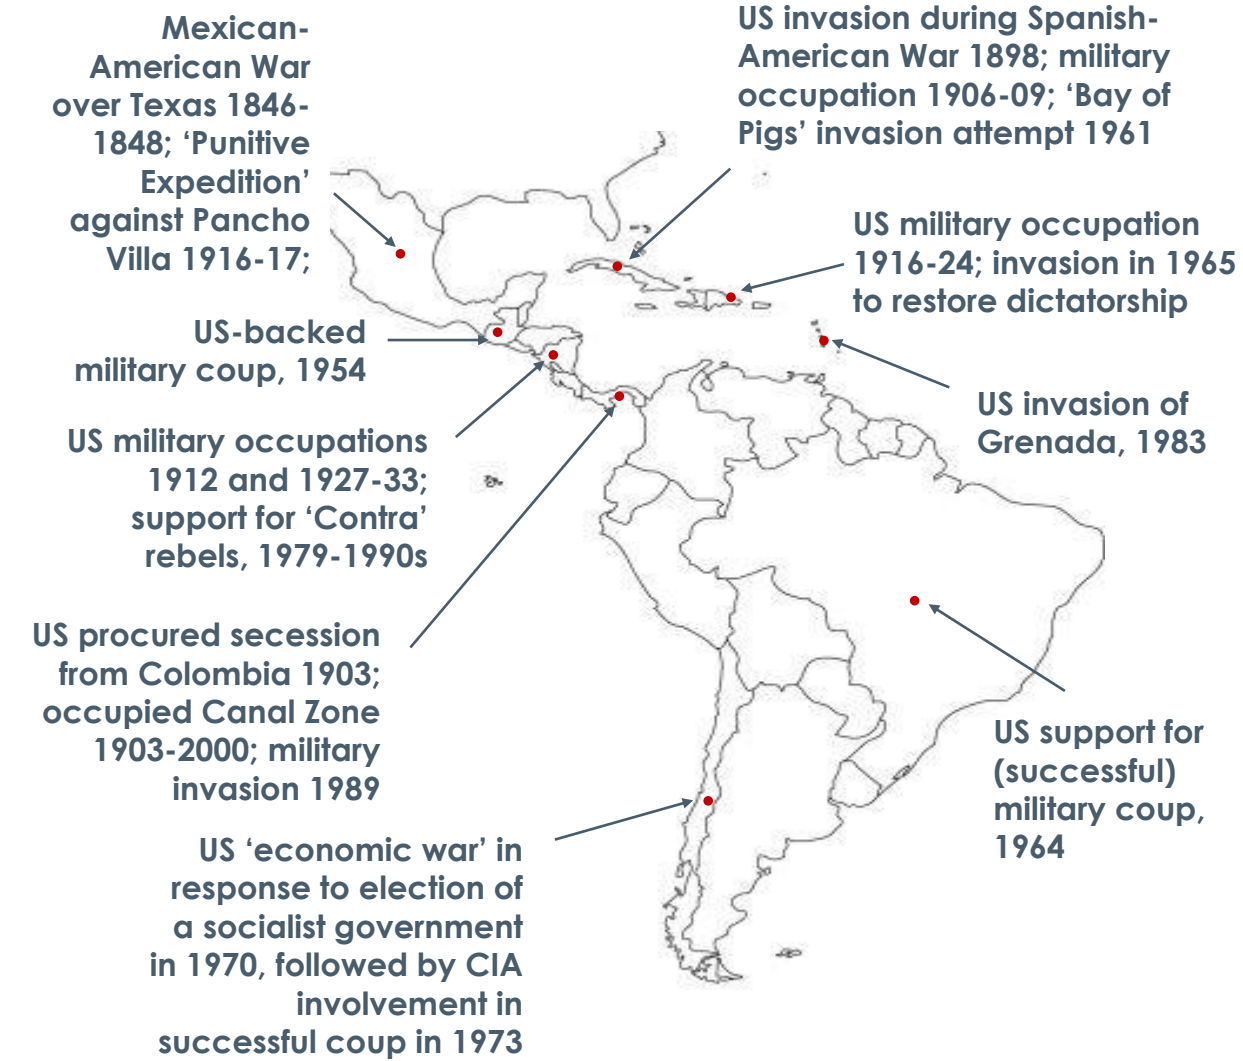 Mexican-
American War
over Texas 1846-
1848; ‘Punitive
Expedition’
against Pancho
Villa 1916-17;
US invasion during Spanish-
American War 1898; military
occupation 1906-09; ‘Bay of
Pigs’ invasion attempt 1961
US military occupation
1916-24; invasion in 1965
to restore dictatorship
US-backed
military coup, 1954
US invasion of
Grenada, 1983
US military occupations
1912 and 1927-33;
support for ‘Contra’
rebels, 1979-1990s
US procured secession
from Colombia 1903;
occupied Canal Zone
1903-2000; military
invasion 1989
US support for
(successful)
military coup,
1964
US ‘economic war’ in
response to election of
a socialist government
in 1970, followed by CIA
involvement in
successful coup in 1973